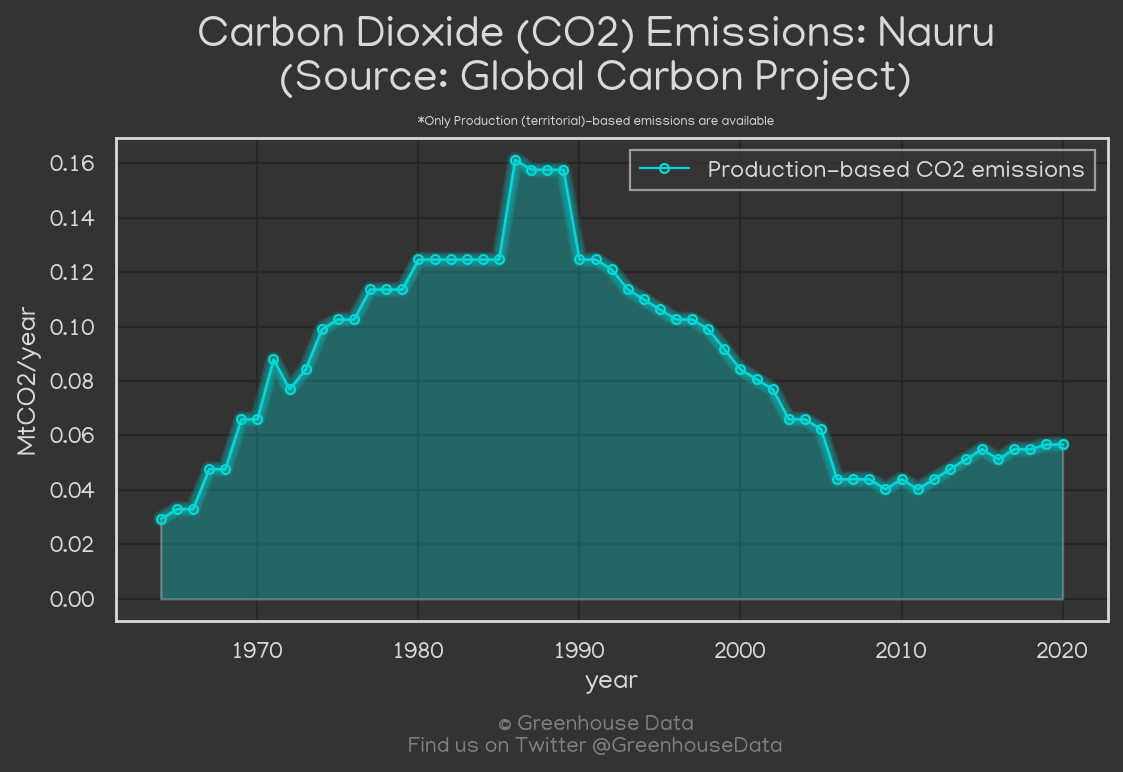 Carbon Dioxide (CO2) Emissions: Nauru
(Source: Global Carbon Project)
*Only Production (territorial)-based emissions are available
Production-based CO2 emissions
0.16
0.14
0.12
0.10
0.08
0.06
0.04
0.02
0.00
MtCO2/year
1970 1980 1990 2000 2010 2020
year
© Greenhouse Data
Find us on Twitter @GreenhouseData